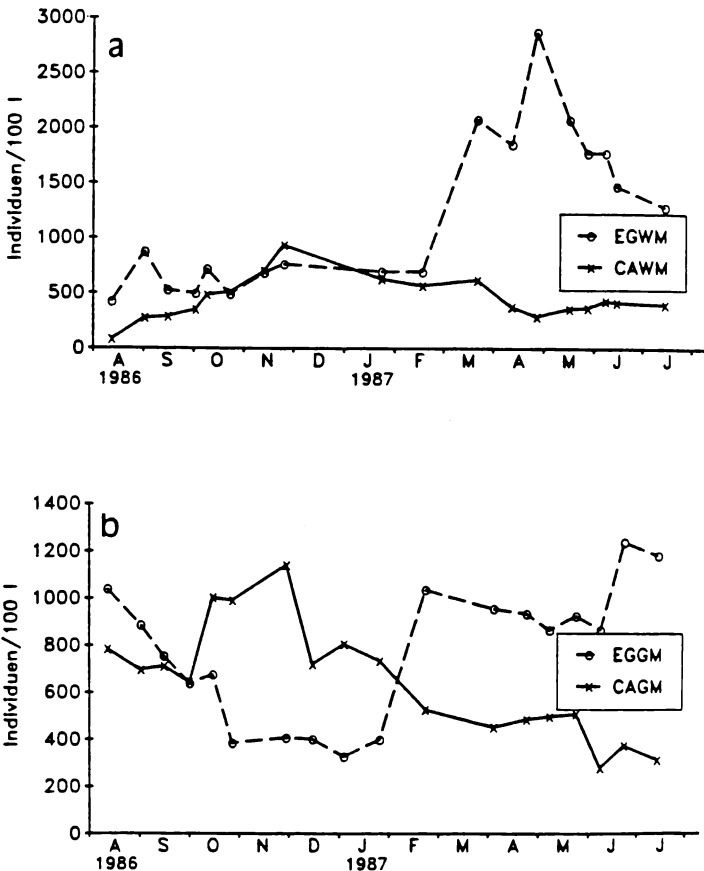 a
Individuen/100 l
3000
2500
2000
1500
1000
500
0
EGWM
CAWM
A S O N D J F M A M J J
1986 1987
b
Individuen/100 l
1400
1200
1000
800
600
400
200
0
EGGM
CAGM
A S O N D J F M A M J J
1986 1987